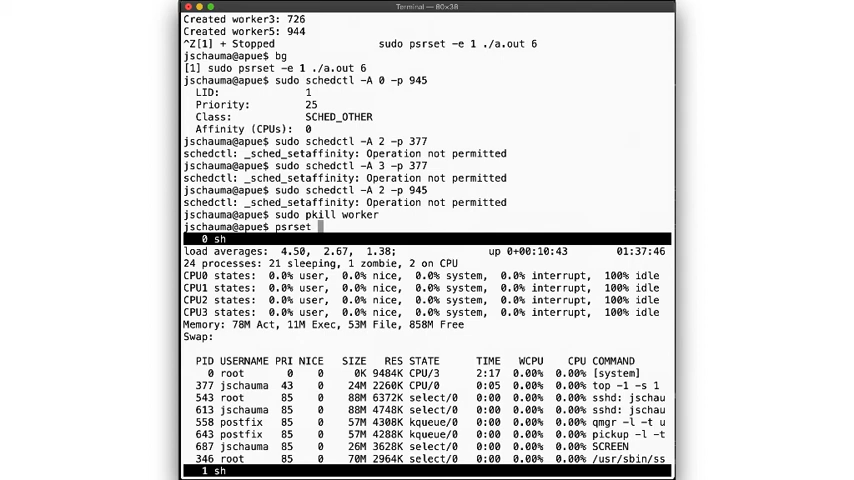 Terminal — 80×38
Created worker3: 726
Created worker5: 944
^Z[1] + Stopped                 sudo psrset -e 1 ./a.out 6
jschauma@apue$ bg
[1] sudo psrset -e 1 ./a.out 6
jschauma@apue$ sudo schedctl -A 0 -p 945
  LID:              1
  Priority:         25
  Class:            SCHED_OTHER
  Affinity (CPUs):  0
jschauma@apue$ sudo schedctl -A 2 -p 377
schedctl: _sched_setaffinity: Operation not permitted
jschauma@apue$ sudo schedctl -A 3 -p 377
schedctl: _sched_setaffinity: Operation not permitted
jschauma@apue$ sudo schedctl -A 2 -p 945
schedctl: _sched_setaffinity: Operation not permitted
jschauma@apue$ sudo pkill worker
jschauma@apue$ psrset
0 sh
load averages:  4.50,  2.67,  1.38;               up 0+00:10:43        01:37:46
24 processes: 21 sleeping, 1 zombie, 2 on CPU
CPU0 states:  0.0% user,  0.0% nice,  0.0% system,  0.0% interrupt,  100% idle
CPU1 states:  0.0% user,  0.0% nice,  0.0% system,  0.0% interrupt,  100% idle
CPU2 states:  0.0% user,  0.0% nice,  0.0% system,  0.0% interrupt,  100% idle
CPU3 states:  0.0% user,  0.0% nice,  0.0% system,  0.0% interrupt,  100% idle
Memory: 78M Act, 11M Exec, 53M File, 858M Free
Swap:
  PID USERNAME PRI NICE   SIZE   RES STATE      TIME   WCPU    CPU COMMAND
    0 root       0    0     0K 9484K CPU/3      2:17  0.00%  0.00% [system]
  377 jschauma  43    0    24M 2260K CPU/0      0:05  0.00%  0.00% top -1 -s 1
  543 root      85    0    88M 6372K select/0   0:00  0.00%  0.00% sshd: jschau
  613 jschauma  85    0    88M 4748K select/0   0:00  0.00%  0.00% sshd: jschau
  558 postfix   85    0    57M 4308K kqueue/0   0:00  0.00%  0.00% qmgr -l -t u
  643 postfix   85    0    57M 4288K kqueue/0   0:00  0.00%  0.00% pickup -l -t
  687 jschauma  85    0    26M 3628K select/0   0:00  0.00%  0.00% SCREEN
  346 root      85    0    70M 2964K select/0   0:00  0.00%  0.00% /usr/sbin/ss
1 sh